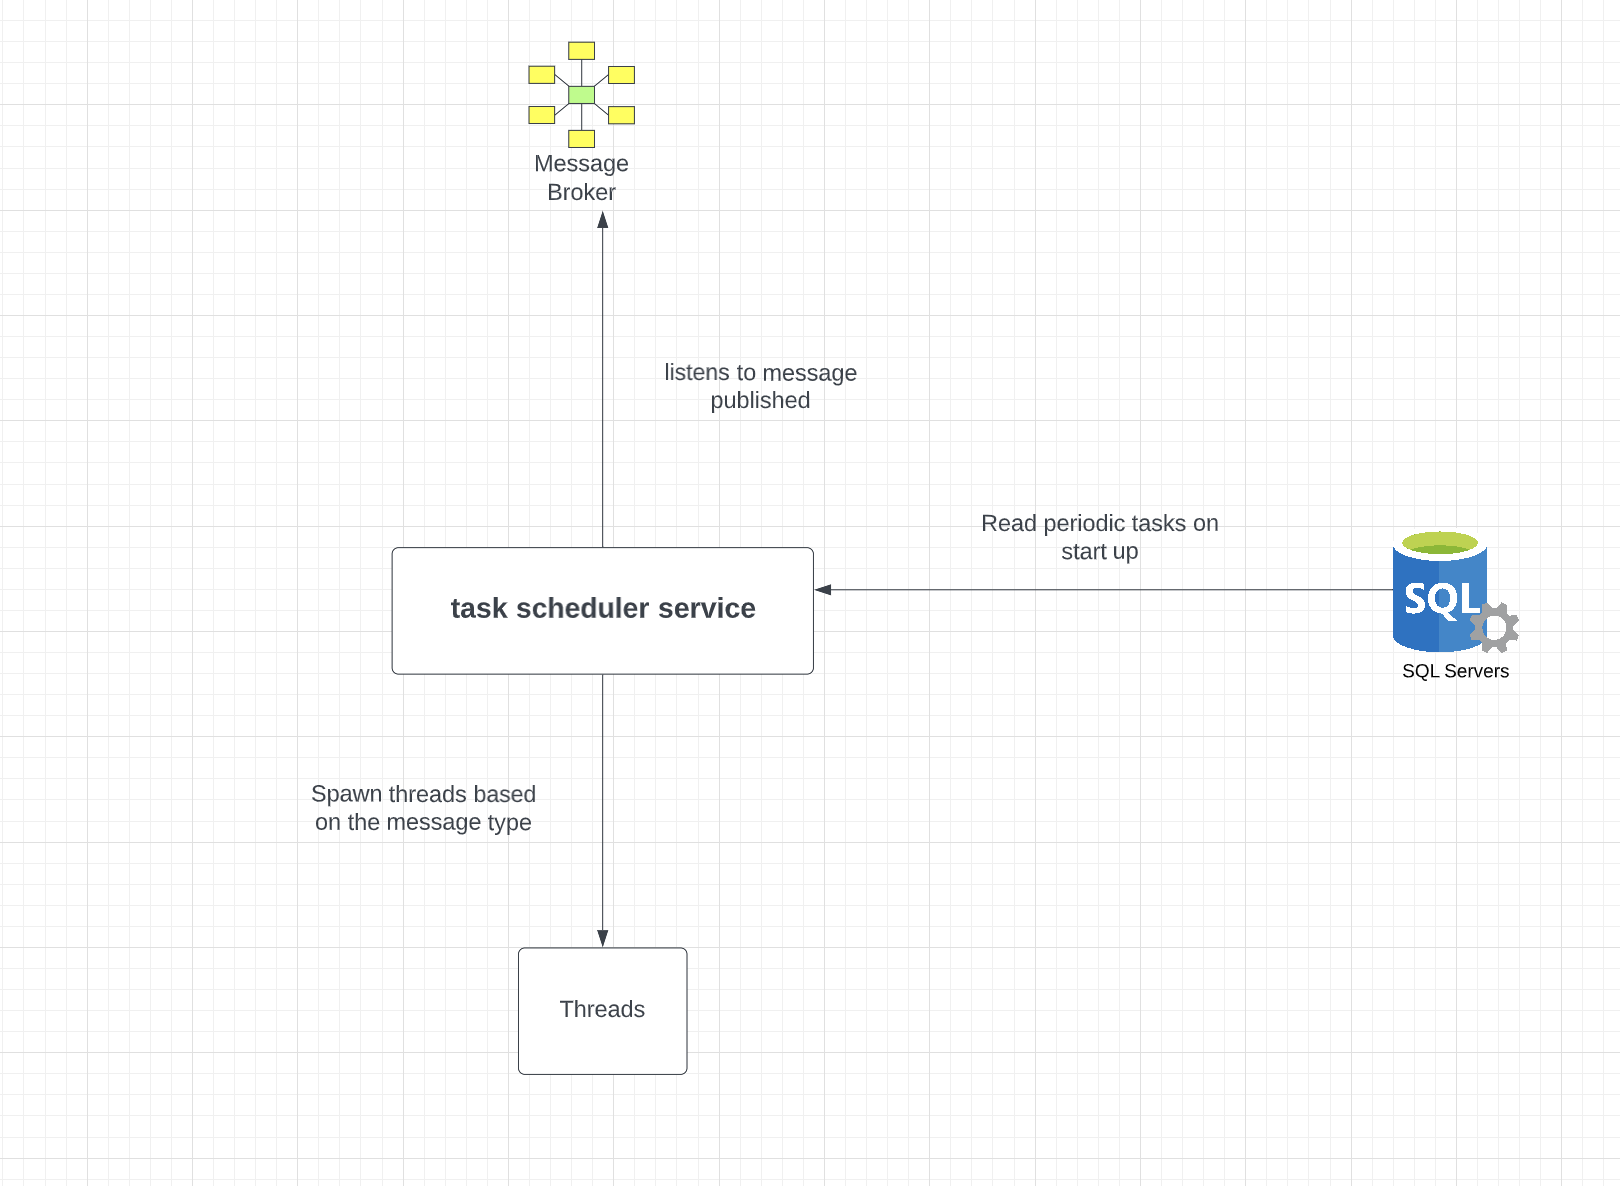 Message
Broker
listens to message
published
Read periodic tasks on
start up
task scheduler service
SQL
SQL Servers
Spawn threads based
on the message type
Threads